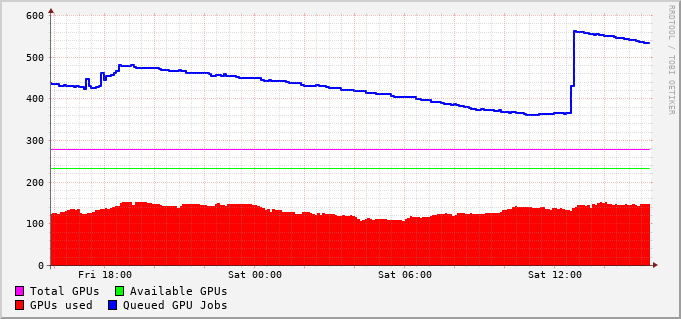 600
500
400
300
200
100
0
Fri 18:00 Sat 00:00 Sat 06:00 Sat 12:00
Total GPUs Available GPUs
GPUs used Queued GPU Jobs
RRDTOOL / TOBI OETIKER